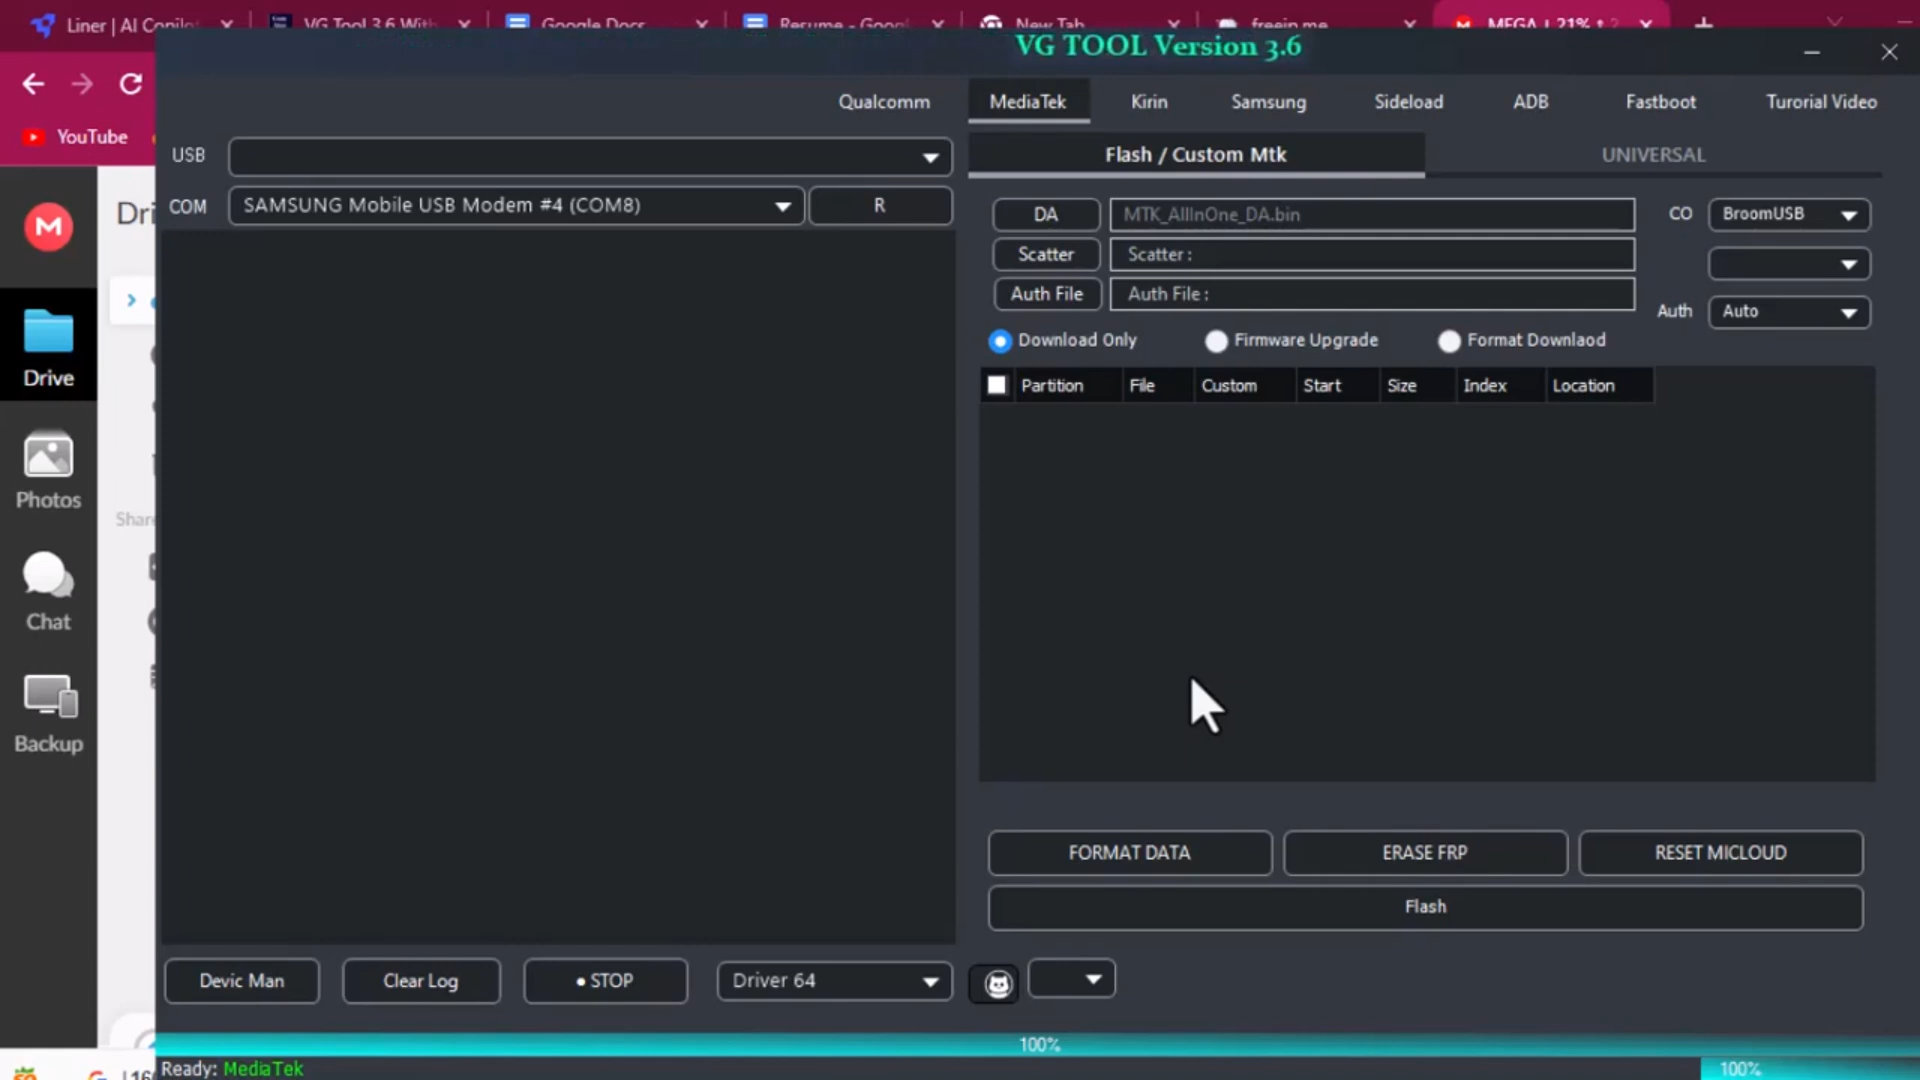 Liner | AI Copilot
VG Tool 3.6 With
Google Docs
Resume - Googl
New Tab
freeip.me
MEGA
21%
VG TOOL Version 3.6
YouTube
Qualcomm
MediaTek
Kirin
Samsung
Sideload
ADB
Fastboot
Turorial Video
USB
Flash / Custom Mtk
UNIVERSAL
COM
SAMSUNG Mobile USB Modem #4 (COM8)
R
DA
MTK_AllInOne_DA.bin
CO
BroomUSB
Scatter
Scatter :
Auth File
Auth File :
Auth
Auto
Download Only
Firmware Upgrade
Format Downlaod
Partition
File
Custom
Start
Size
Index
Location
M
Dri
Drive
Photos
Share
Chat
Backup
FORMAT DATA
ERASE FRP
RESET MICLOUD
Flash
Devic Man
Clear Log
• STOP
Driver 64
100%
Ready: MediaTek
100%